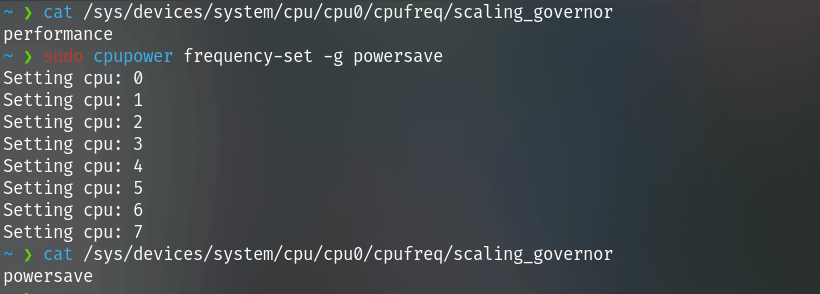 ~ ❯ cat /sys/devices/system/cpu/cpu0/cpufreq/scaling_governor
performance
~ ❯ sudo cpupower frequency-set -g powersave
Setting cpu: 0
Setting cpu: 1
Setting cpu: 2
Setting cpu: 3
Setting cpu: 4
Setting cpu: 5
Setting cpu: 6
Setting cpu: 7
~ ❯ cat /sys/devices/system/cpu/cpu0/cpufreq/scaling_governor
powersave